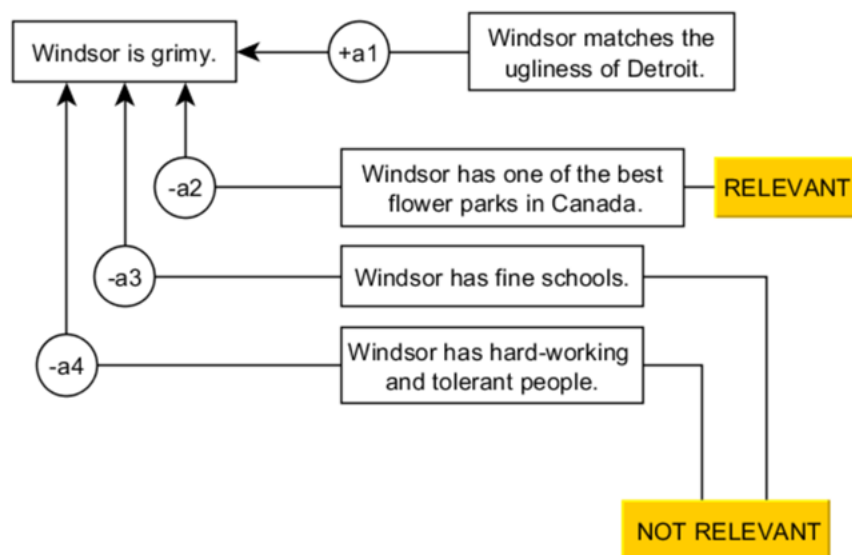 Windsor is grimy.
+a1
Windsor matches the
ugliness of Detroit.
-a2
Windsor has one of the best
flower parks in Canada.
RELEVANT
-a3
Windsor has fine schools.
-a4
Windsor has hard-working
and tolerant people.
NOT RELEVANT